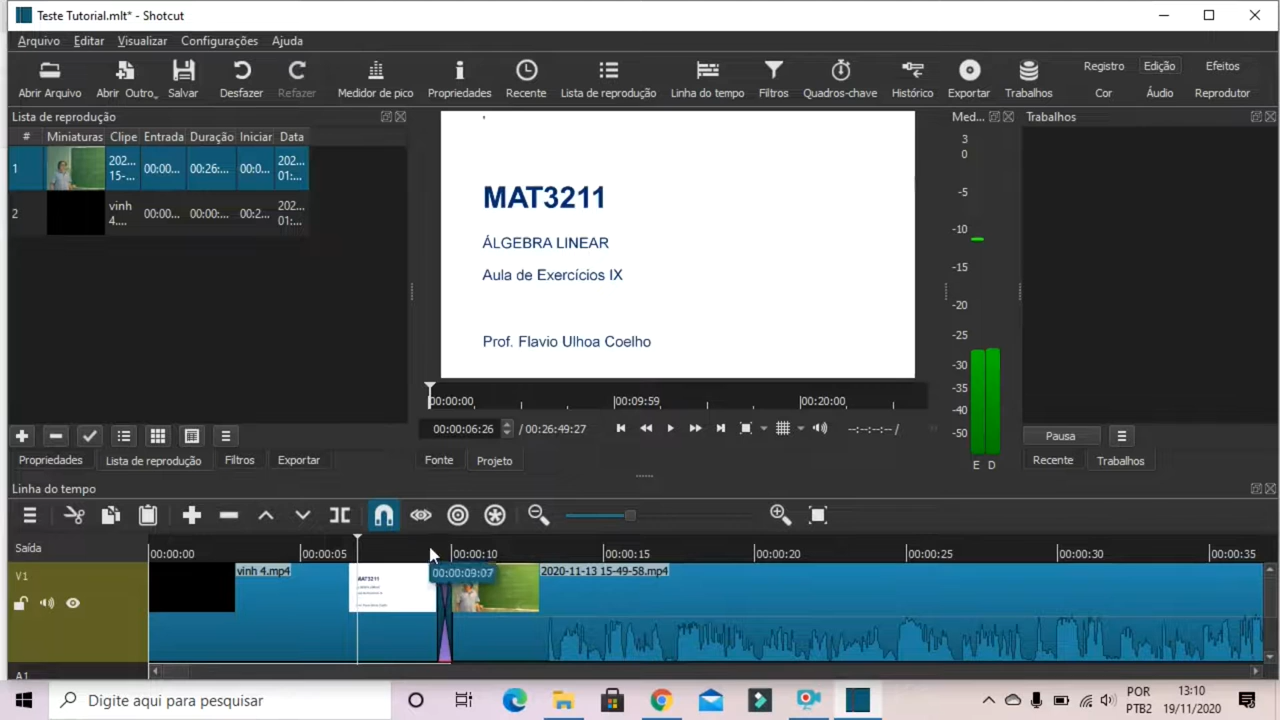 Teste Tutorial.mlt* - Shotcut
Arquivo Editar Visualizar Configurações Ajuda
Abrir Arquivo Abrir Outro Salvar Desfazer Refazer Medidor de pico Propriedades Recente Lista de reprodução Linha do tempo Filtros Quadros-chave Histórico Exportar Trabalhos
Registro Edição Efeitos
Cor Áudio Reprodutor
Lista de reprodução
# Miniaturas Clipe Entrada Duração Iniciar Data
1 202... 15-... 00:00... 00:26:... 00:0... 202... 01:...
2 vinh 4.... 00:00... 00:00:... 00:2... 202... 01:...
MAT3211
ÁLGEBRA LINEAR
Aula de Exercícios IX
Prof. Flavio Ulhoa Coelho
Med...
3
0
-5
-10
-15
-20
-25
-30
-35
-40
-50
E D
Trabalhos
00:00:00 00:09:59 00:20:00
00:00:06:26 / 00:26:49:27 --:--:--:-- /
Pausa
Propriedades Lista de reprodução Filtros Exportar
Fonte Projeto
Recente Trabalhos
Linha do tempo
Saída
00:00:00 00:00:05 00:00:10 00:00:15 00:00:20 00:00:25 00:00:30 00:00:35
00:00:09:07
V1
vinh 4.mp4
MAT3211
2020-11-13 15-49-58.mp4
A1
Digite aqui para pesquisar
POR
PTB2
13:10
19/11/2020